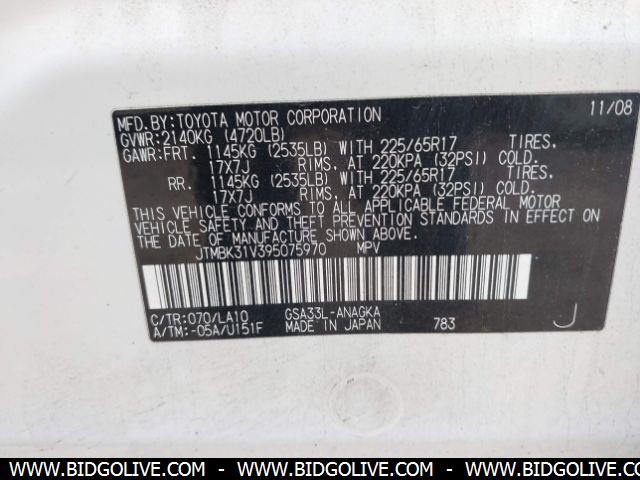 MFD.BY:TOYOTA MOTOR CORPORATION 11/08
GVWR:2140KG (4720LB)
GAWR:FRT. 1145KG (2535LB) WITH 225/65R17 TIRES,
17X7J RIMS, AT 220KPA (32PSI) COLD.
RR. 1145KG (2535LB) WITH 225/65R17 TIRES,
17X7J RIMS, AT 220KPA (32PSI) COLD.
THIS VEHICLE CONFORMS TO ALL APPLICABLE FEDERAL MOTOR
VEHICLE SAFETY AND THEFT PREVENTION STANDARDS IN EFFECT ON
THE DATE OF MANUFACTURE SHOWN ABOVE.
JTMBK31V395075970 MPV
C/TR:070/LA10 GSA33L-ANAGKA
A/TM:-05A/U151F MADE IN JAPAN 783 J
WWW.BIDGOLIVE.COM - WWW.BIDGOLIVE.COM - WWW.BIDGOLIVE.COM